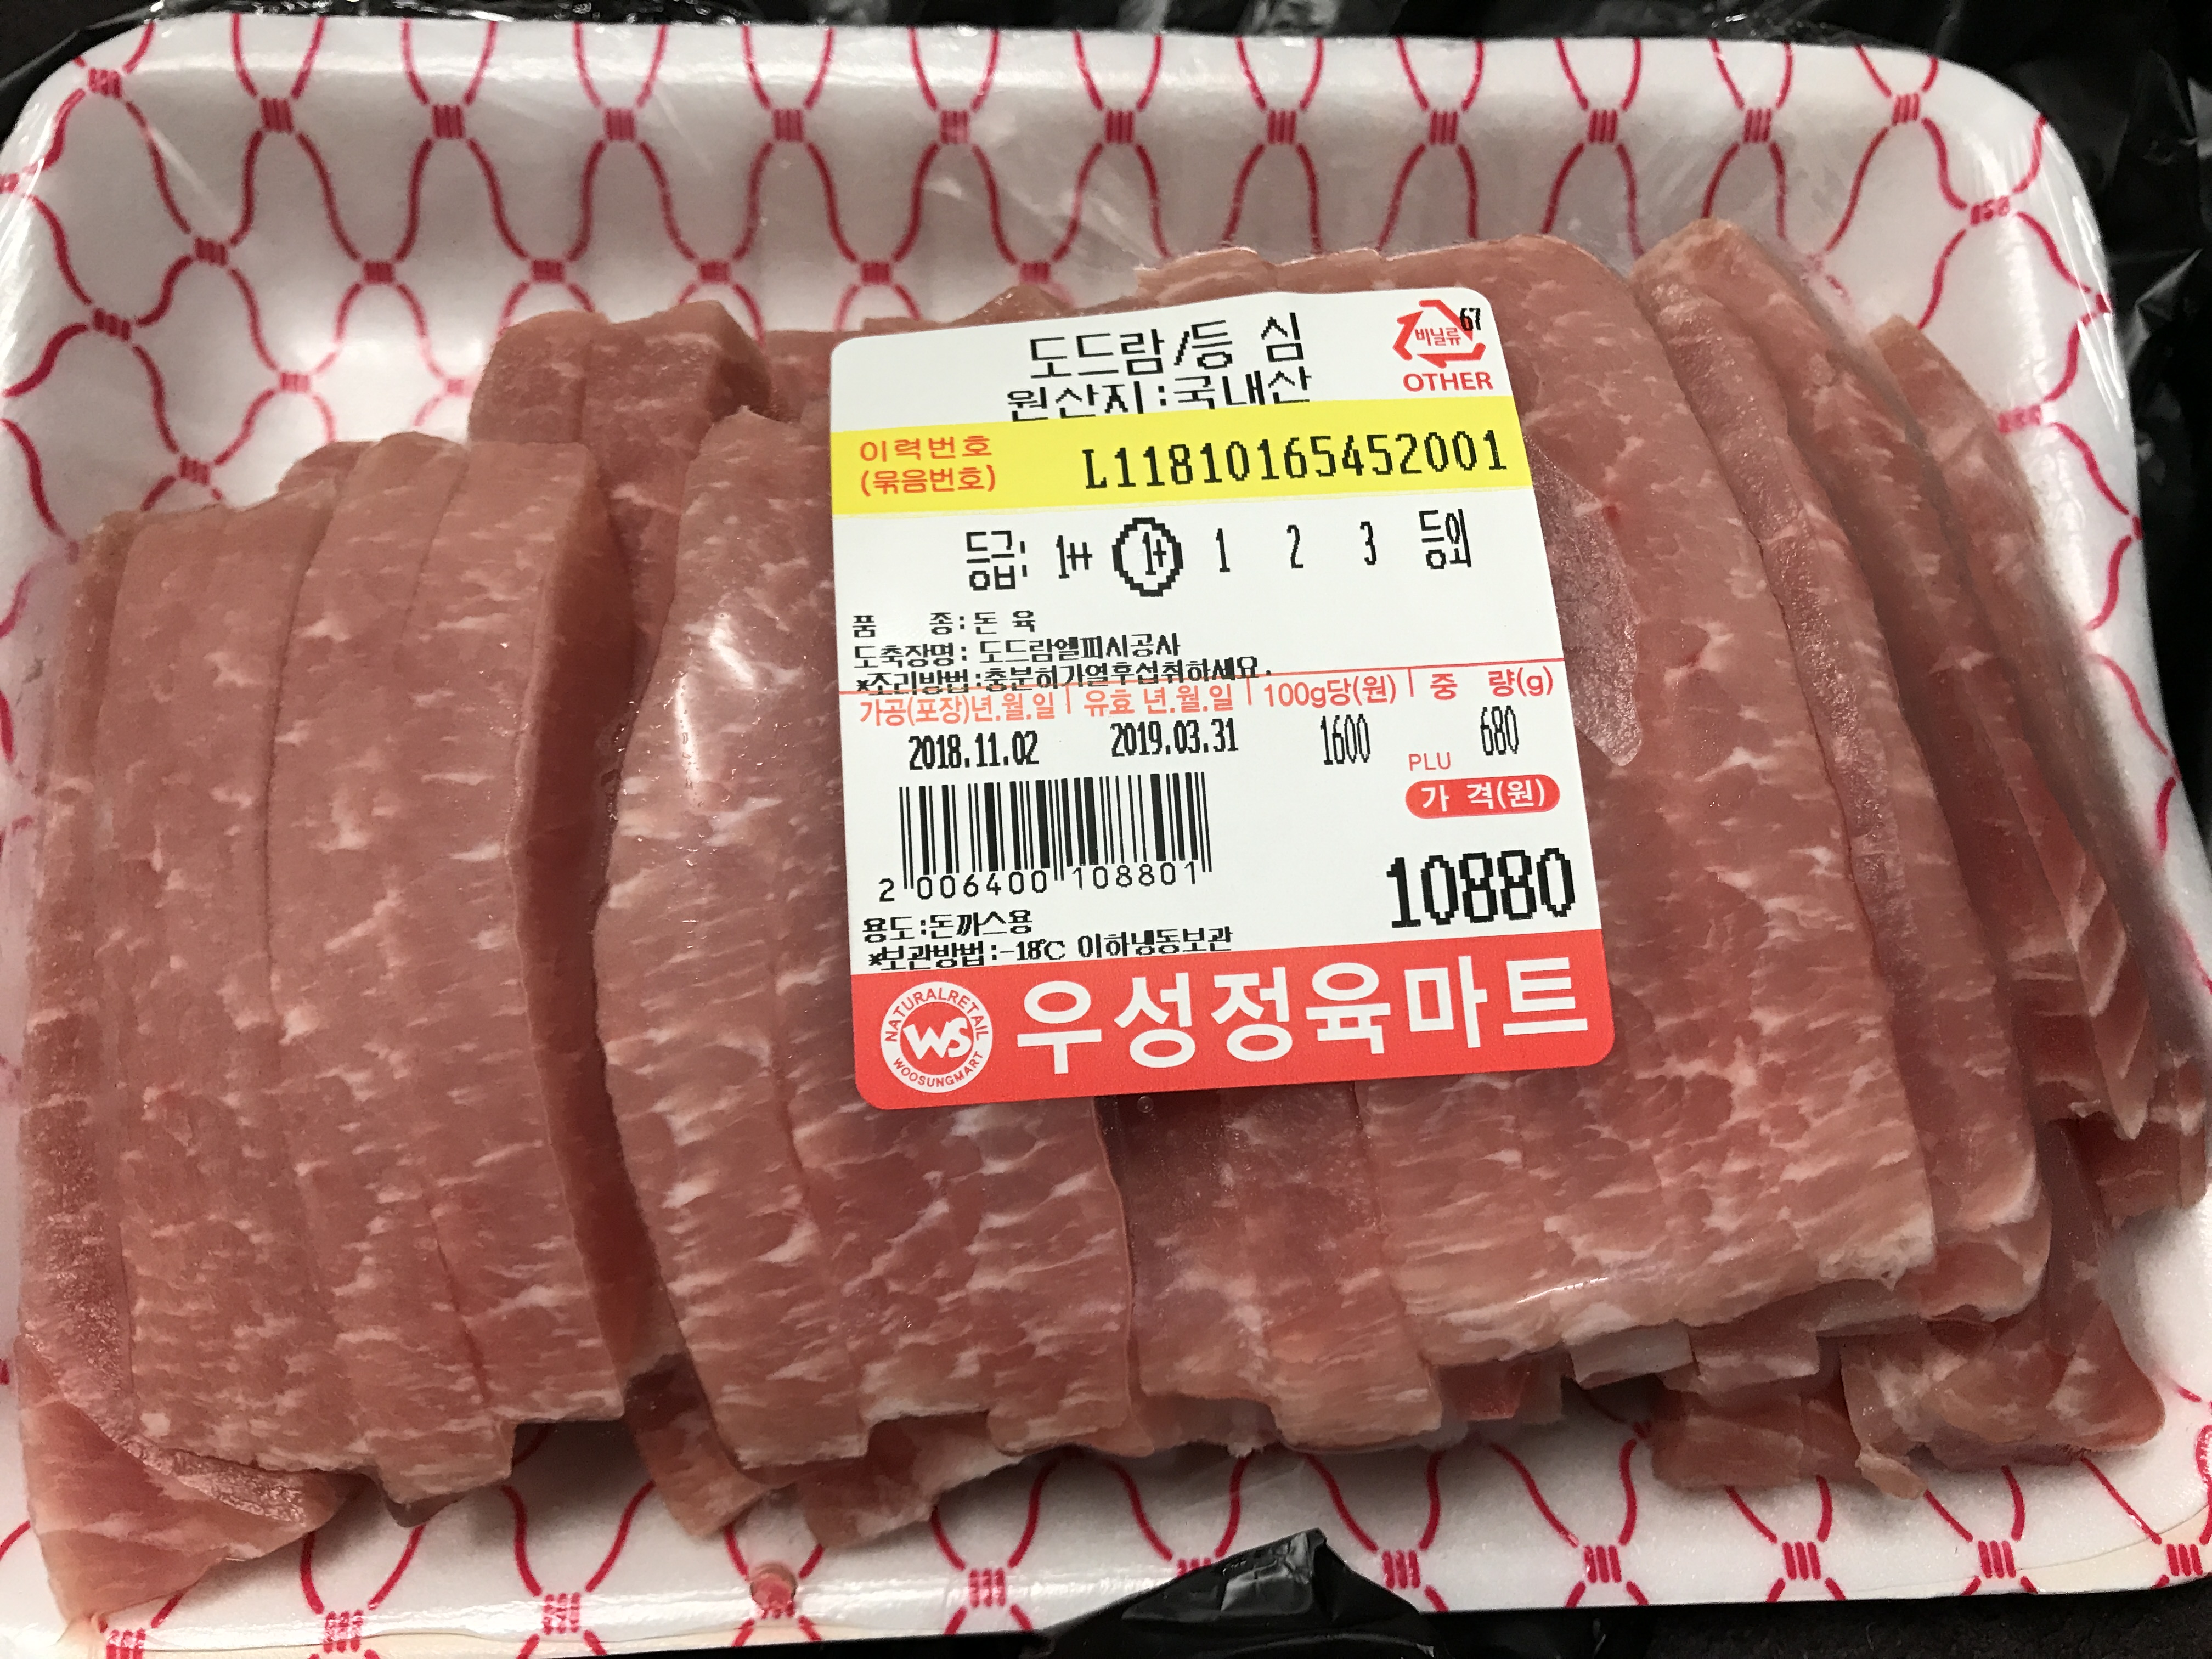 도드람/등 심
원산지:국내산
비닐류
67
OTHER
이력번호
(묶음번호)
L11810165452001
등급: 1++ 1+ 1 2 3 등외
품 종:돈 육
도축장명: 도드람엘피시공사
*조리방법:충분히가열후섭취하세요.
가공(포장)년.월.일 유효 년.월.일 100g당(원) 중 량(g)
2018.11.02 2019.03.31 1600 680
PLU
가 격(원)
2 006400 108801
10880
용도:돈까스용
*보관방법:-18℃ 이하냉동보관
NATURALRETAIL
WS
WOOSUNGMART
우성정육마트